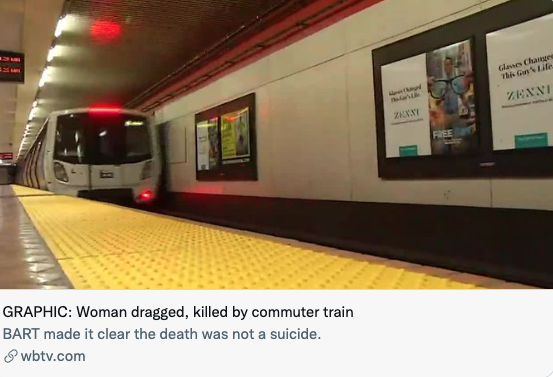 Glasses Changed
This Guy's Life.
ZENNI
FREE
Glasses Changed
This Guy's Life.
ZENNI
GRAPHIC: Woman dragged, killed by commuter train
BART made it clear the death was not a suicide.
wbtv.com